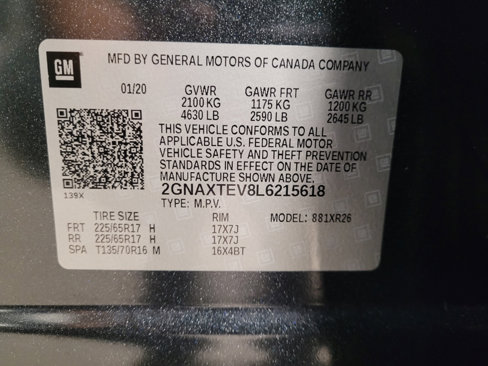 GM
MFD BY GENERAL MOTORS OF CANADA COMPANY
01/20 GVWR GAWR FRT GAWR RR
2100 KG 1175 KG 1200 KG
4630 LB 2590 LB 2645 LB
THIS VEHICLE CONFORMS TO ALL
APPLICABLE U.S. FEDERAL MOTOR
VEHICLE SAFETY AND THEFT PREVENTION
STANDARDS IN EFFECT ON THE DATE OF
MANUFACTURE SHOWN ABOVE.
139X
2GNAXTEV8L6215618
TYPE: M.P.V.
TIRE SIZE RIM MODEL: 881XR26
FRT 225/65R17 H 17X7J
RR 225/65R17 H 17X7J
SPA T135/70R16 M 16X4BT